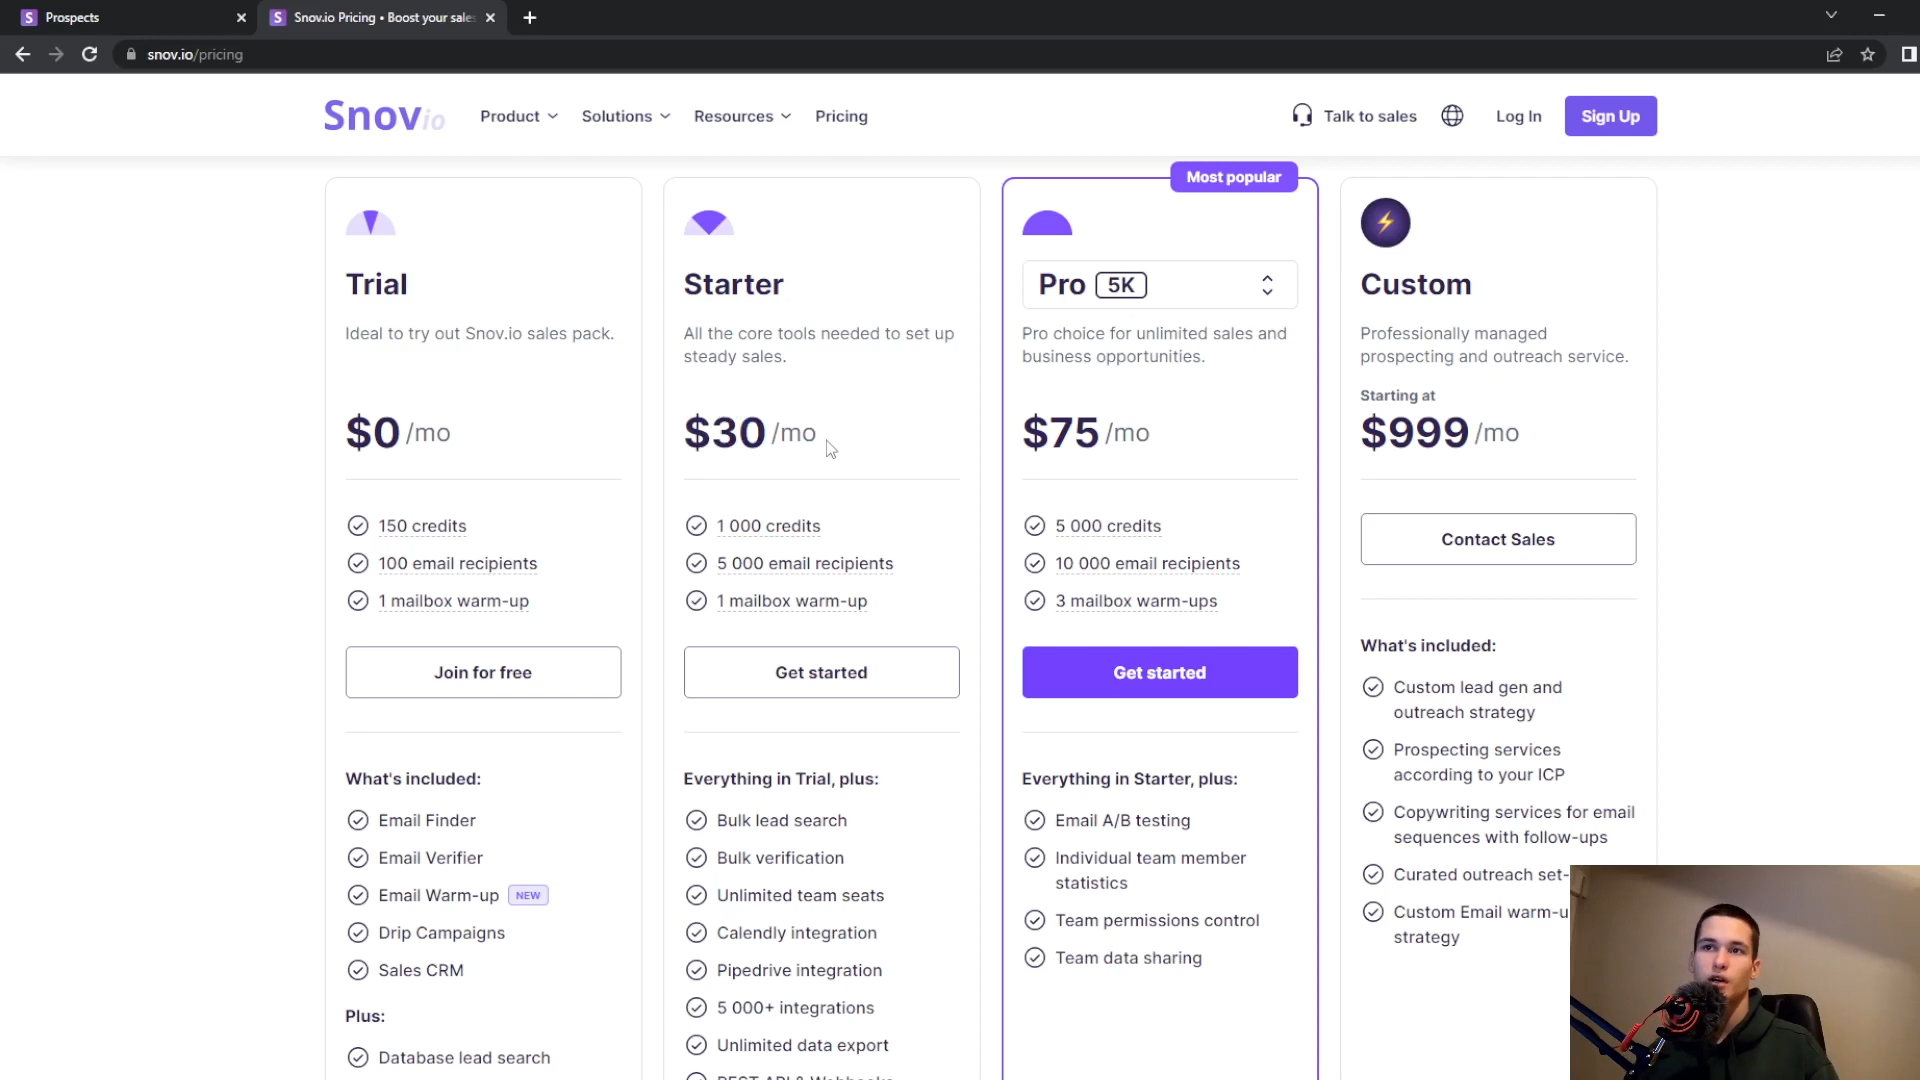 Prospects
Snov.io Pricing • Boost your sale
snov.io/pricing
Snovio
Product
Solutions
Resources
Pricing
Talk to sales
Log In
Sign Up
Trial
Ideal to try out Snov.io sales pack.
$0 /mo
150 credits
100 email recipients
1 mailbox warm-up
Join for free
What's included:
Email Finder
Email Verifier
Email Warm-up NEW
Drip Campaigns
Sales CRM
Plus:
Database lead search
Starter
All the core tools needed to set up
steady sales.
$30 /mo
1 000 credits
5 000 email recipients
1 mailbox warm-up
Get started
Everything in Trial, plus:
Bulk lead search
Bulk verification
Unlimited team seats
Calendly integration
Pipedrive integration
5 000+ integrations
Unlimited data export
Most popular
Pro 5K
Pro choice for unlimited sales and
business opportunities.
$75 /mo
5 000 credits
10 000 email recipients
3 mailbox warm-ups
Get started
Everything in Starter, plus:
Email A/B testing
Individual team member
statistics
Team permissions control
Team data sharing
Custom
Professionally managed
prospecting and outreach service.
Starting at
$999 /mo
Contact Sales
What's included:
Custom lead gen and
outreach strategy
Prospecting services
according to your ICP
Copywriting services for email
sequences with follow-ups
Curated outreach set-
Custom Email warm-u
strategy